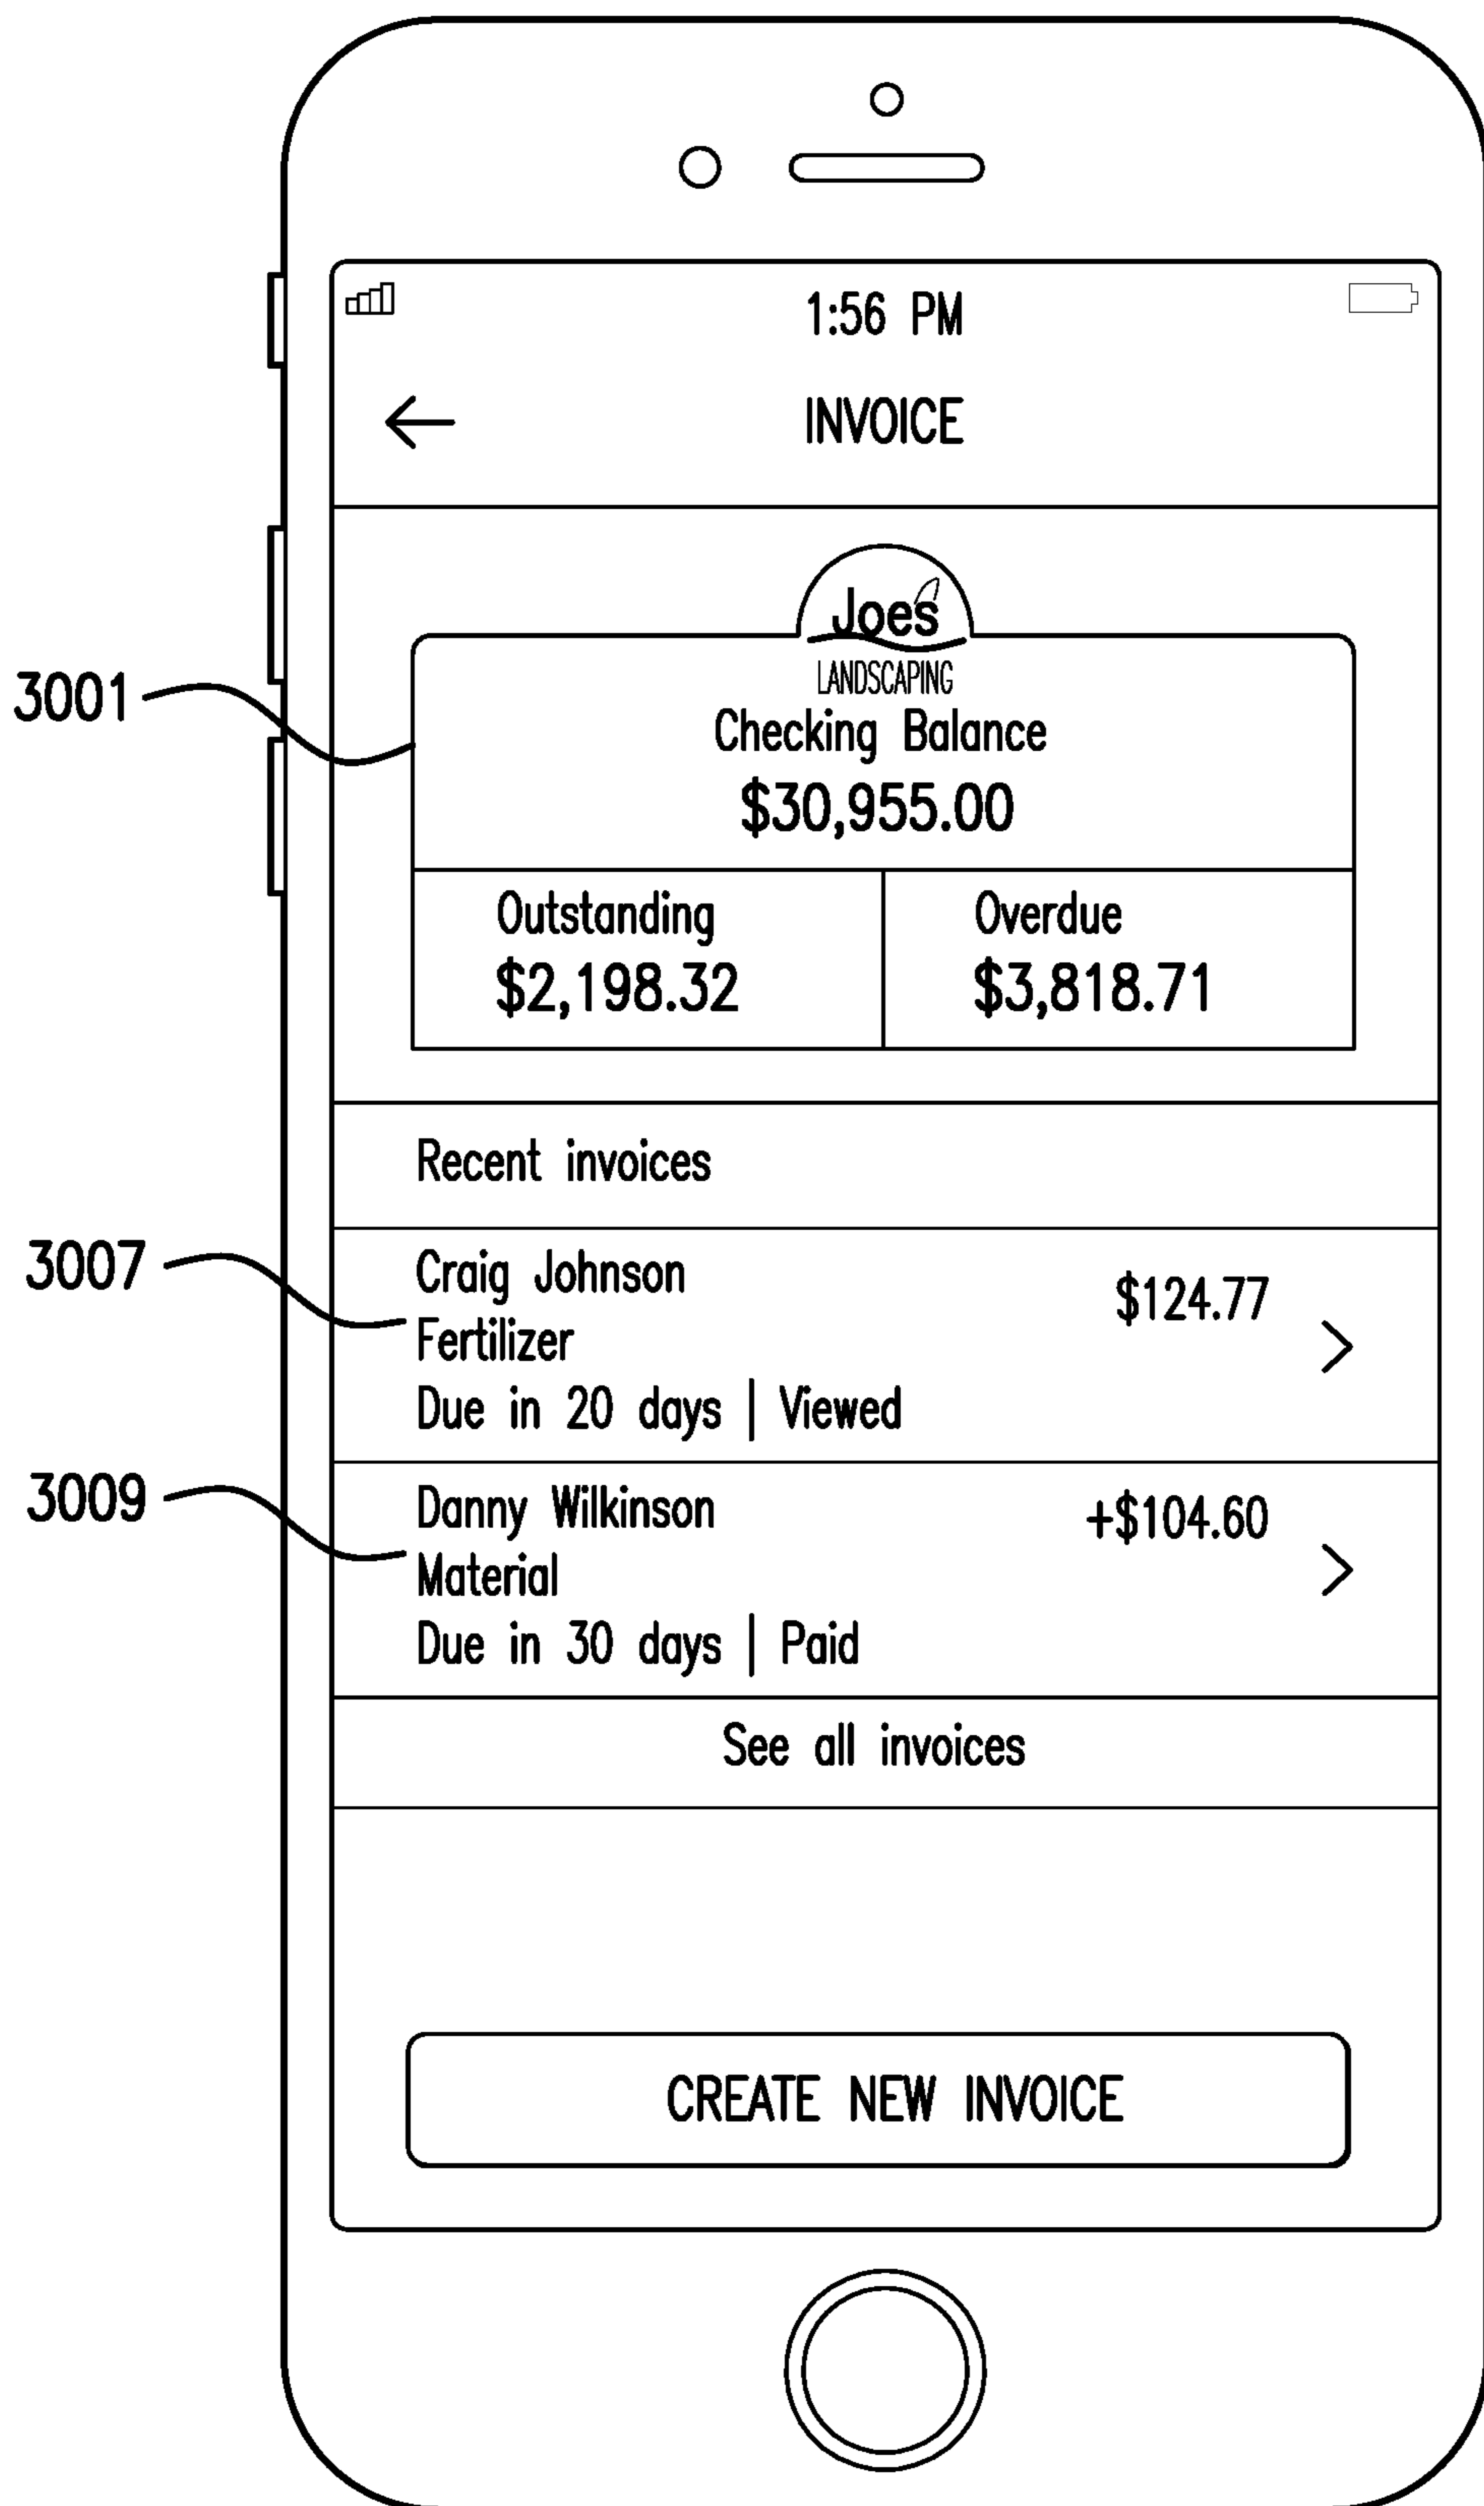 1:56 PM
INVOICE
Joes
LANDSCAPING
3001
Checking Balance
$30,955.00
Outstanding
Overdue
$2,198.32
$3,818.71
Recent invoices
3007
Craig Johnson
$124.77
Fertilizer
Due in 20 days | Viewed
3009
Danny Wilkinson
+$104.60
Material
Due in 30 days | Paid
See all invoices
CREATE NEW INVOICE